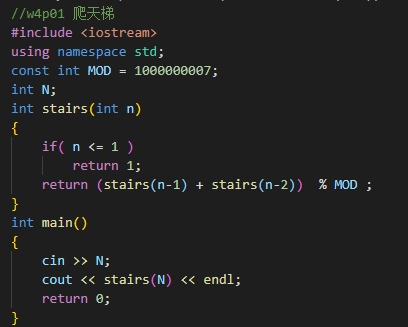 //w4p01 爬天梯
#include <iostream>
using namespace std;
const int MOD = 1000000007;
int N;
int stairs(int n)
{
    if( n <= 1 )
        return 1;
    return (stairs(n-1) + stairs(n-2))  % MOD ;
}
int main()
{
    cin >> N;
    cout << stairs(N) << endl;
    return 0;
}